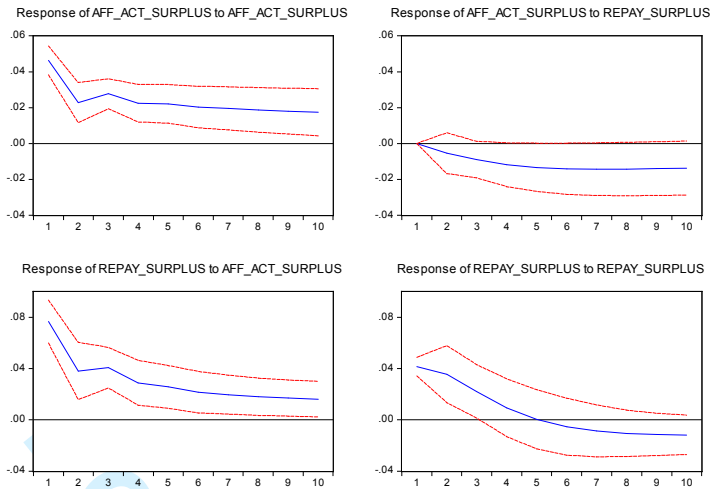 Response of AFF_ACT_SURPLUS to AFF_ACT_SURPLUS
.06
.04
.02
.00
-.02
-.04
1 2 3 4 5 6 7 8 9 10
Response of AFF_ACT_SURPLUS to REPAY_SURPLUS
.06
.04
.02
.00
-.02
-.04
1 2 3 4 5 6 7 8 9 10
Response of REPAY_SURPLUS to AFF_ACT_SURPLUS
.08
.04
.00
-.04
1 2 3 4 5 6 7 8 9 10
Response of REPAY_SURPLUS to REPAY_SURPLUS
.08
.04
.00
-.04
1 2 3 4 5 6 7 8 9 10